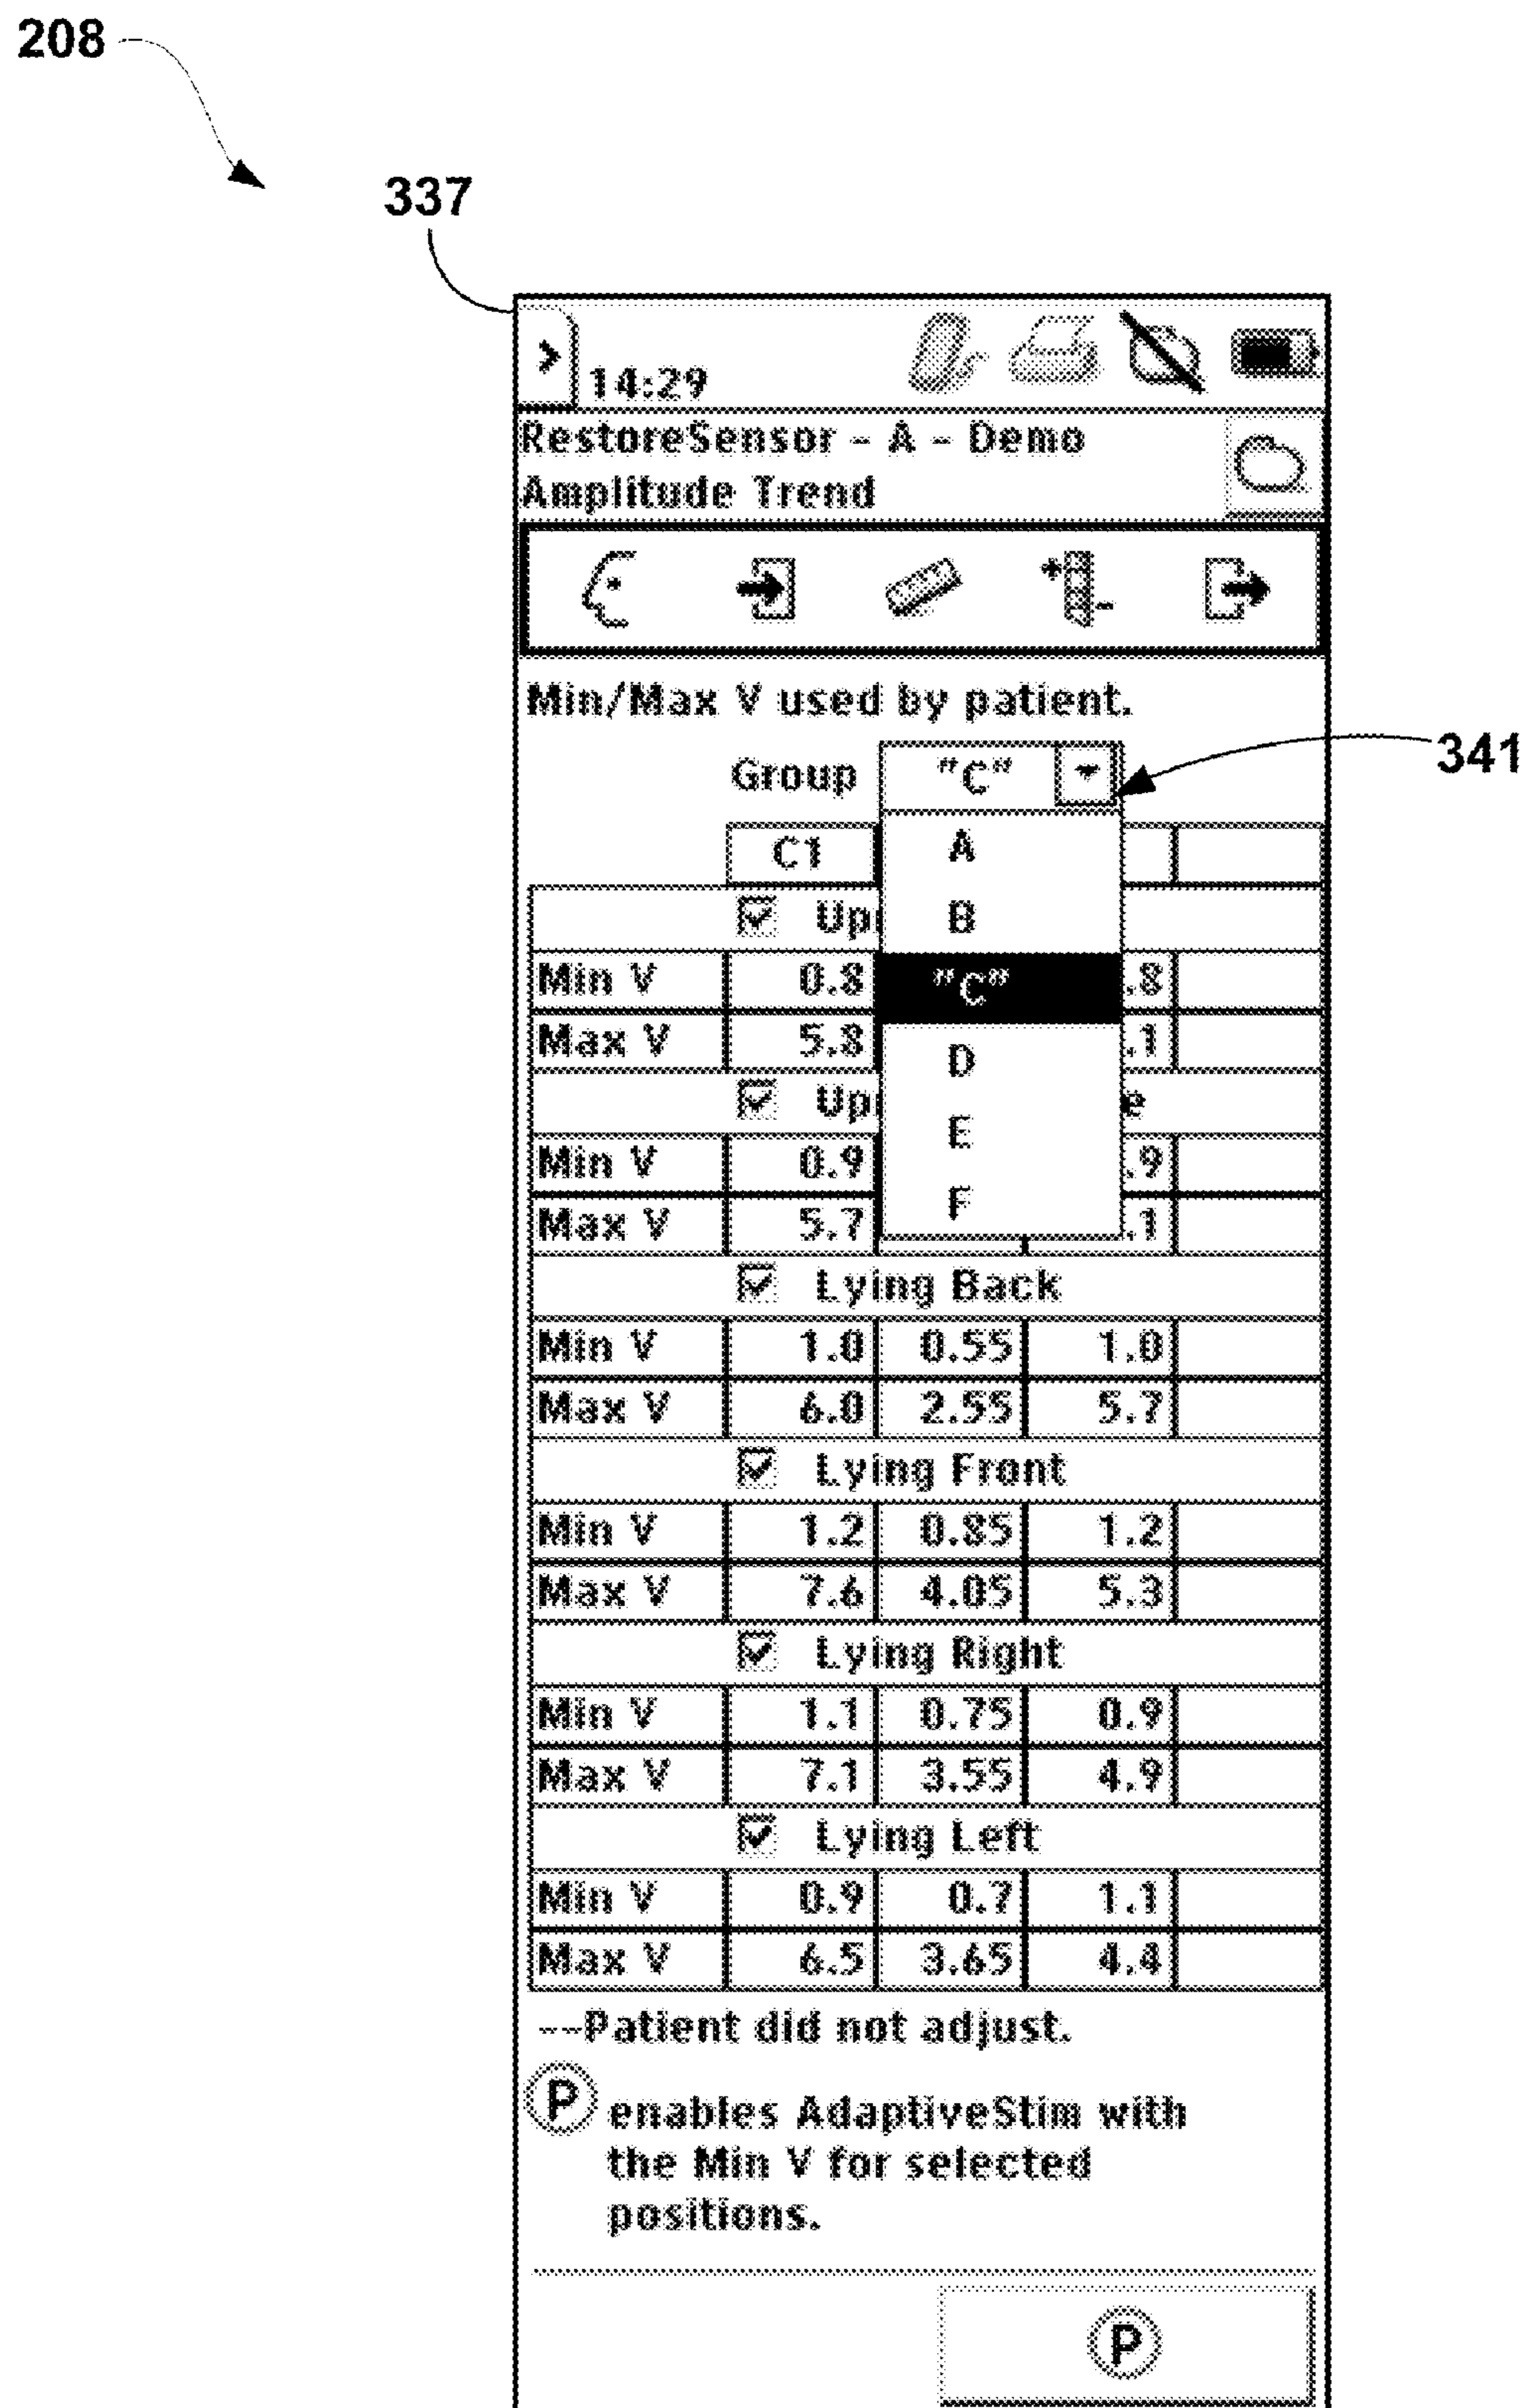 208
337
14:29
RestoreSensor - A - Demo
Amplitude Trend
Min/Max V used by patient.
Group "C"
341
C1 A
B
Min V 0.8 "C" .8
Max V 5.8 .1
D
E
Min V 0.9 .9
F
Max V 5.7 .1
Lying Back
Min V 1.0 0.55 1.0
Max V 6.0 2.55 5.7
Lying Front
Min V 1.2 0.85 1.2
Max V 7.6 4.05 5.3
Lying Right
Min V 1.1 0.75 0.9
Max V 7.1 3.55 4.9
Lying Left
Min V 0.9 0.7 1.1
Max V 6.5 3.65 4.4
--Patient did not adjust.
P enables AdaptiveStim with
the Min V for selected
positions.
P